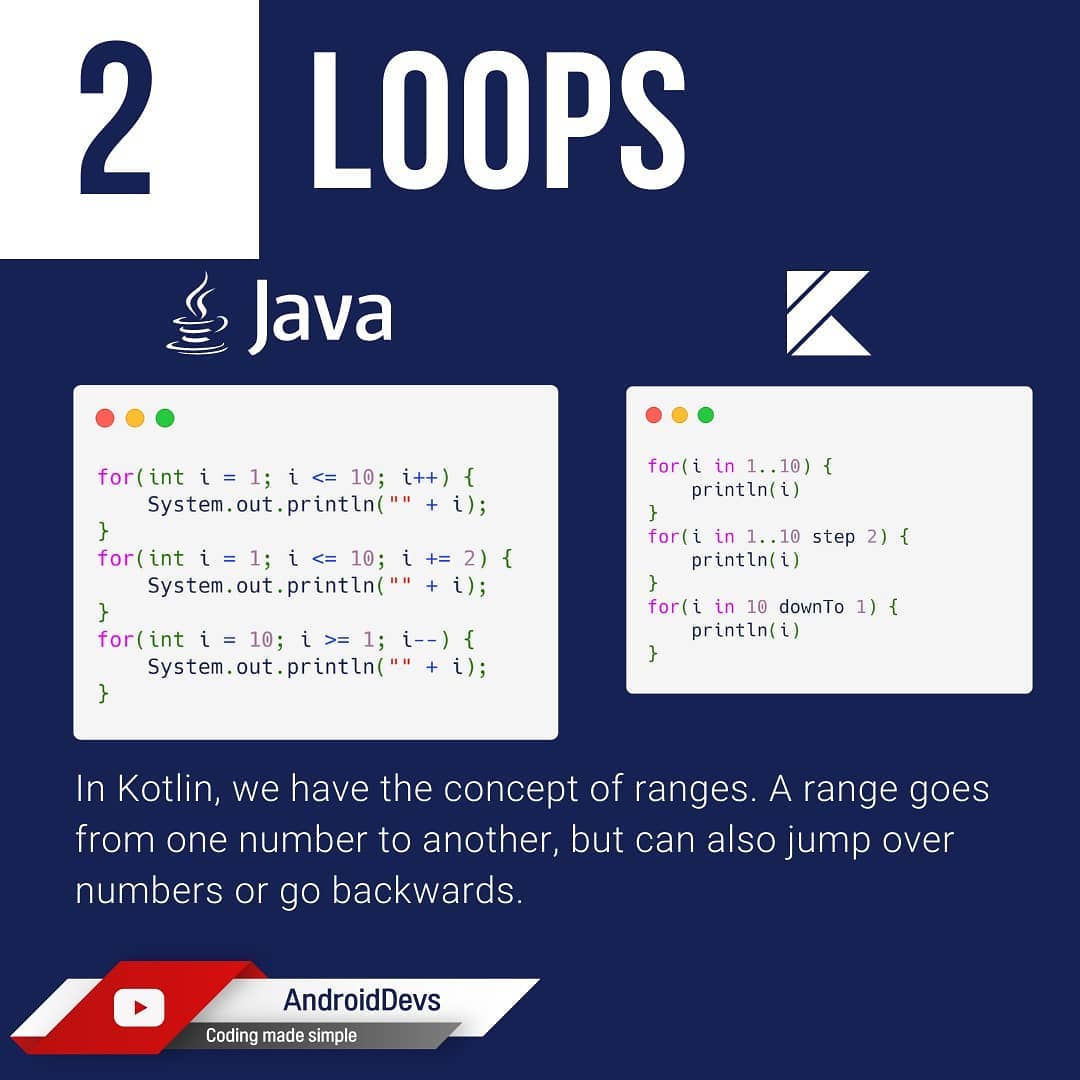 2
LOOPS
Java
for(int i = 1; i <= 10; i++) {
    System.out.println("" + i);
}
for(int i = 1; i <= 10; i += 2) {
    System.out.println("" + i);
}
for(int i = 10; i >= 1; i--) {
    System.out.println("" + i);
}
for(i in 1..10) {
    println(i)
}
for(i in 1..10 step 2) {
    println(i)
}
for(i in 10 downTo 1) {
    println(i)
}
In Kotlin, we have the concept of ranges. A range goes
from one number to another, but can also jump over
numbers or go backwards.
AndroidDevs
Coding made simple